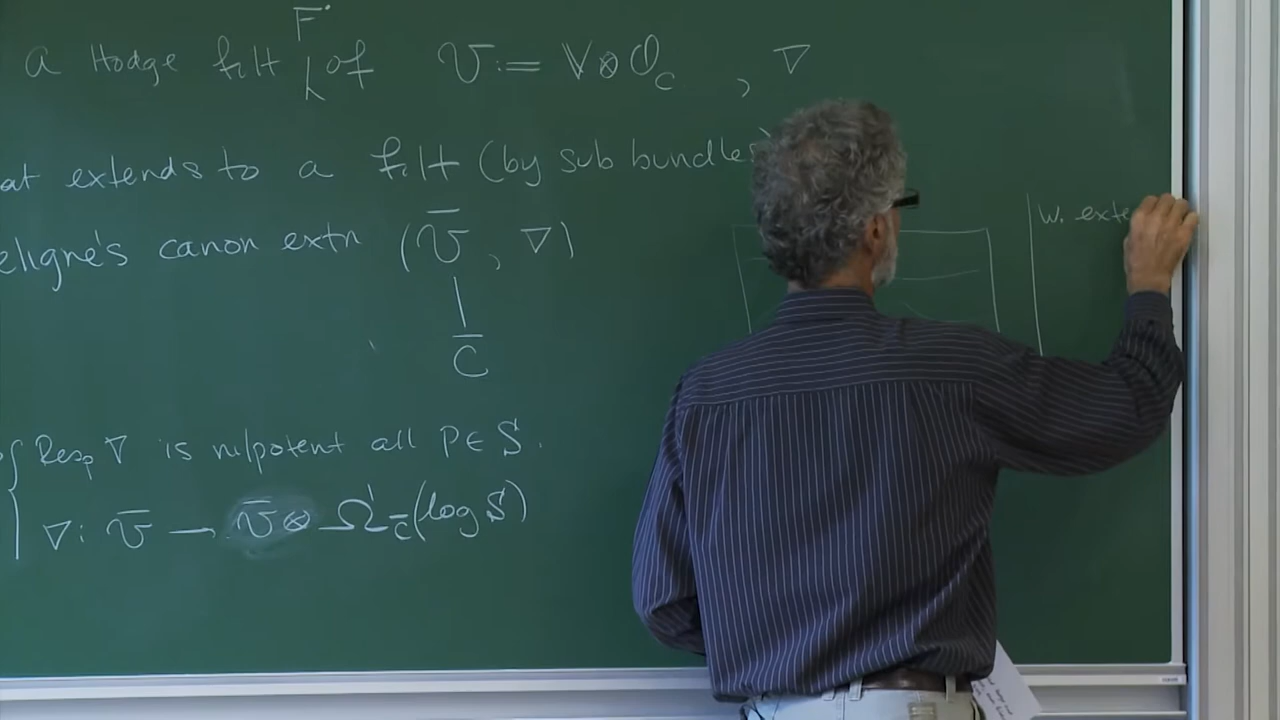 F˙
a Hodge filt of 𝒱 := 𝕍⊗𝒪_C , ∇
at extends to a filt (by sub bundles)
eligne's canon extn (𝒱̄, ∇)
C̄
Res_P ∇ is nilpotent all P ∈ S.
∇: 𝒱̄ → 𝒱̄ ⊗ Ω¹_C̄(log S)
W. exte